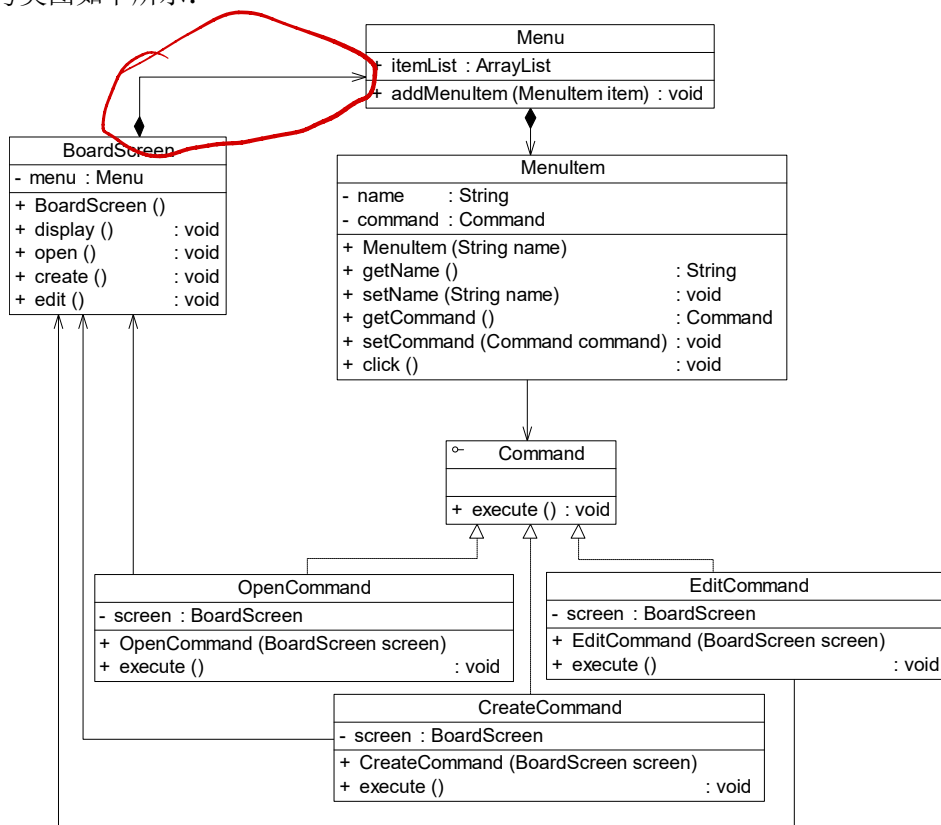 Menu
+ itemList : ArrayList
+ addMenuItem (MenuItem item) : void
BoardScreen
- menu : Menu
+ BoardScreen ()
+ display () : void
+ open () : void
+ create () : void
+ edit () : void
MenuItem
- name : String
- command : Command
+ MenuItem (String name)
+ getName () : String
+ setName (String name) : void
+ getCommand () : Command
+ setCommand (Command command) : void
+ click () : void
Command
+ execute () : void
OpenCommand
- screen : BoardScreen
+ OpenCommand (BoardScreen screen)
+ execute () : void
EditCommand
- screen : BoardScreen
+ EditCommand (BoardScreen screen)
+ execute () : void
CreateCommand
- screen : BoardScreen
+ CreateCommand (BoardScreen screen)
+ execute () : void